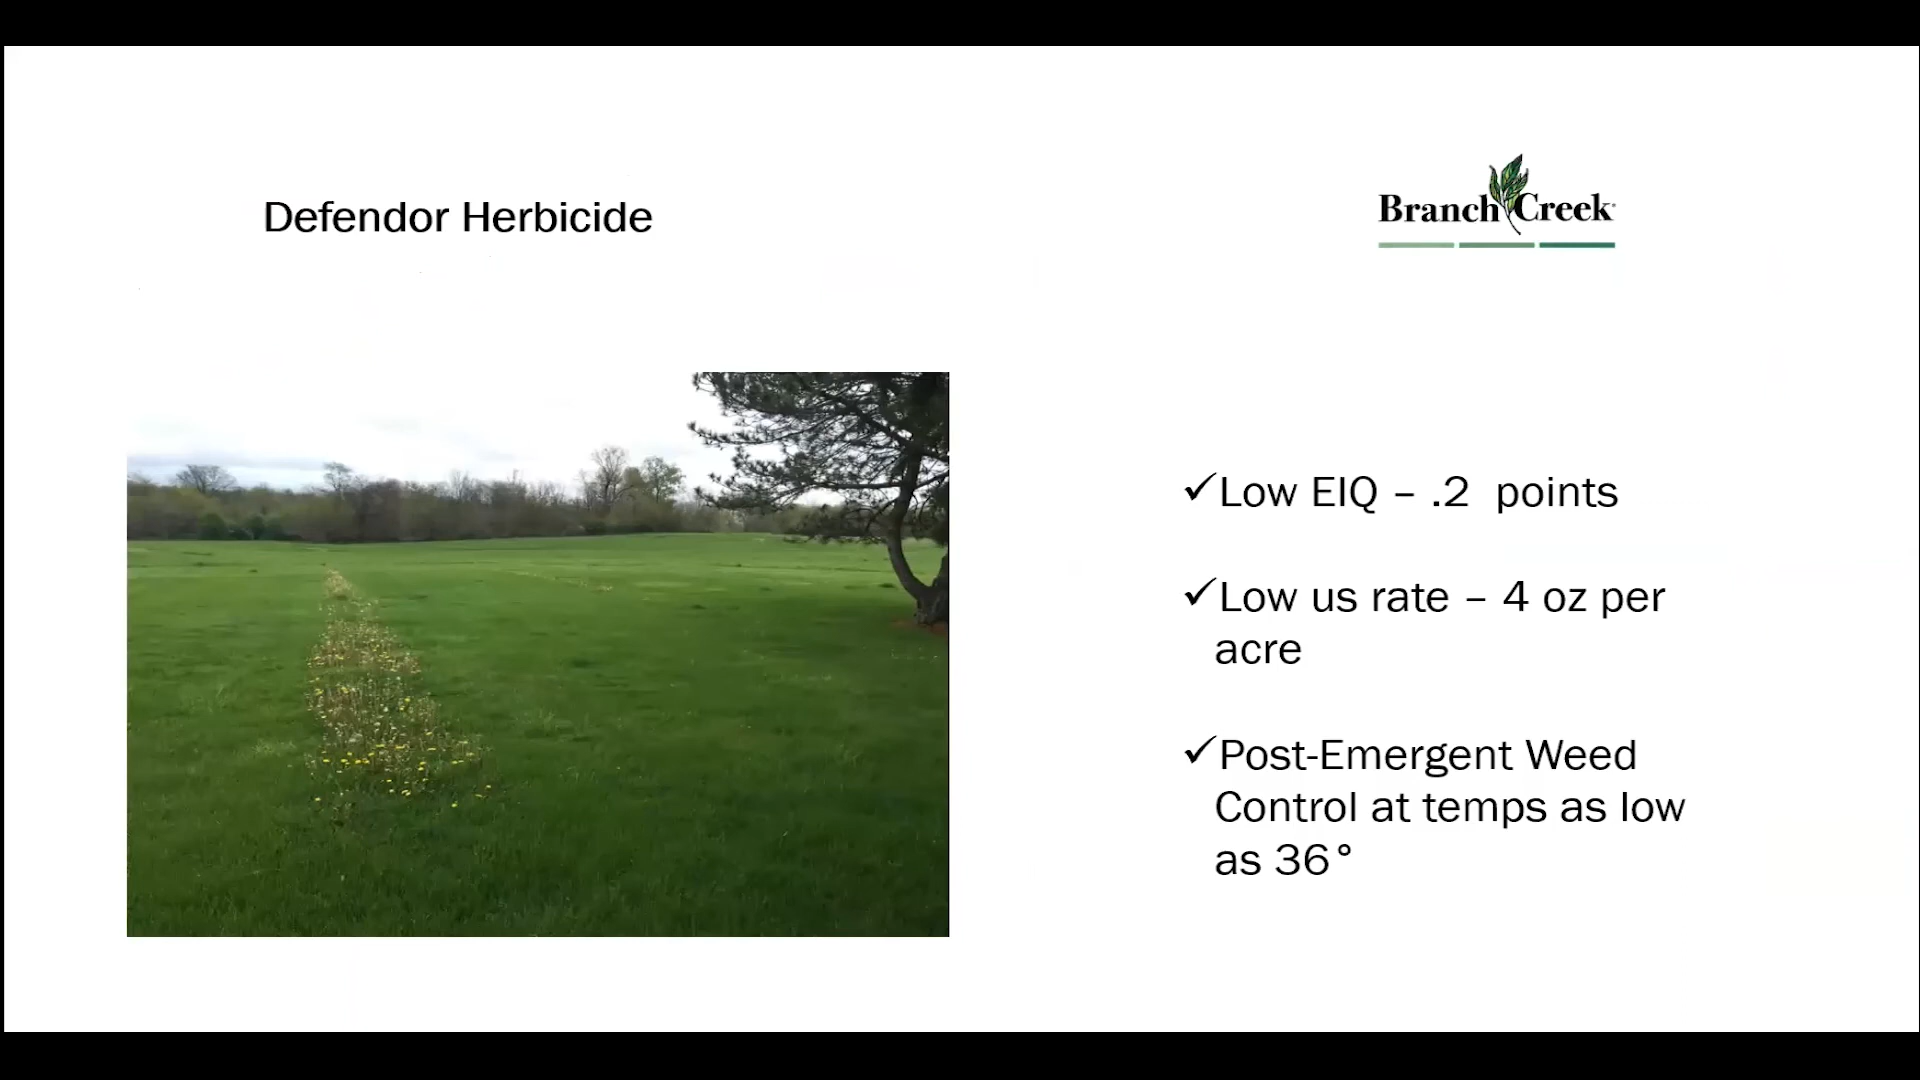 Defendor Herbicide
Branch Creek
✓Low EIQ – .2 points
✓Low us rate – 4 oz per
acre
✓Post-Emergent Weed
Control at temps as low
as 36°